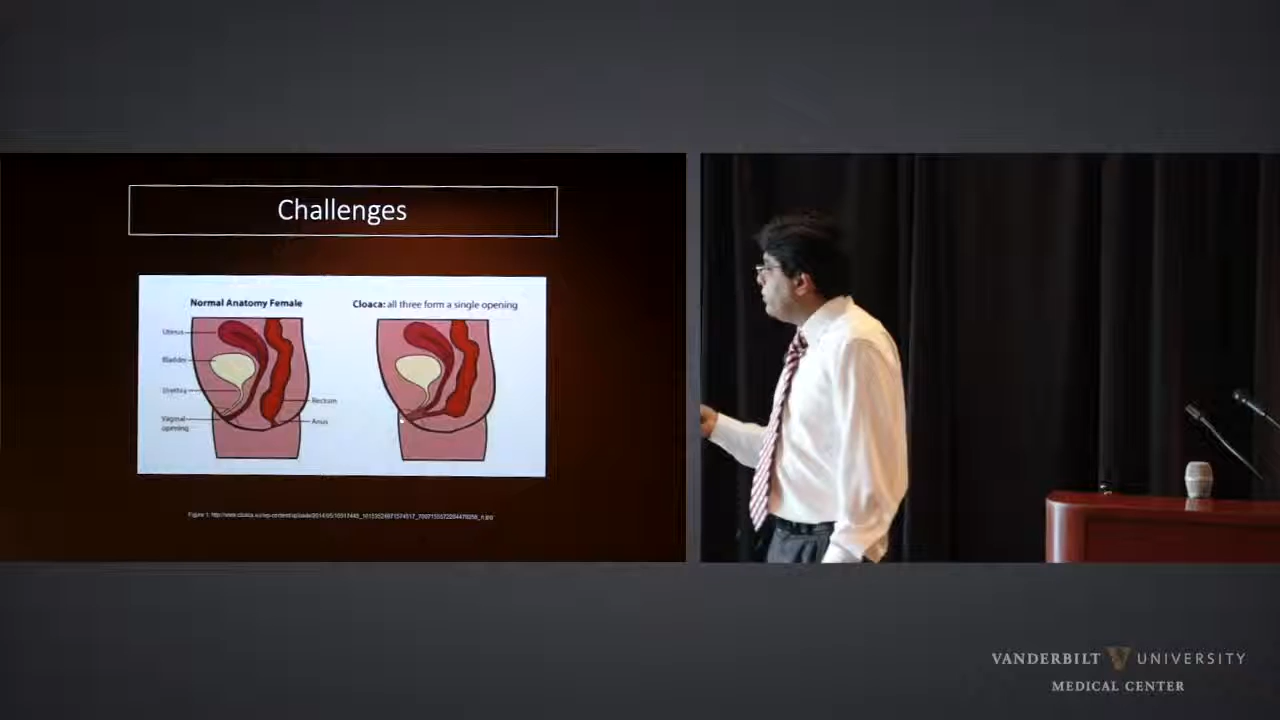 Challenges
Normal Anatomy Female
Cloaca: all three form a single opening
Uterus
Bladder
Urethra
Vaginal
opening
Rectum
Anus
VANDERBILT UNIVERSITY
MEDICAL CENTER